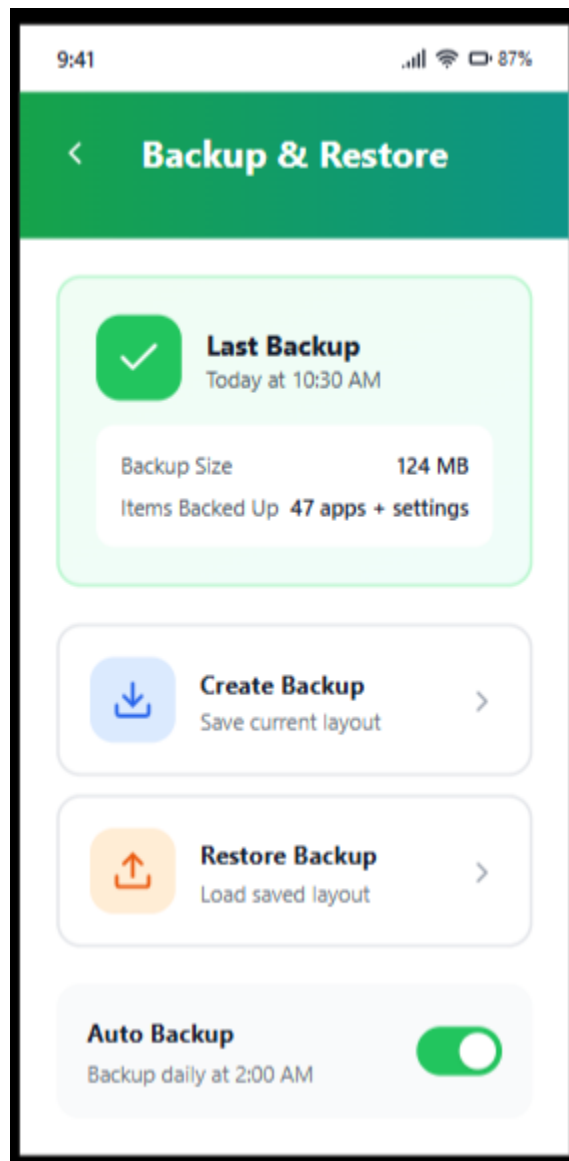 9:41 87%
Backup & Restore
Last Backup
Today at 10:30 AM
Backup Size 124 MB
Items Backed Up 47 apps + settings
Create Backup
Save current layout
Restore Backup
Load saved layout
Auto Backup
Backup daily at 2:00 AM